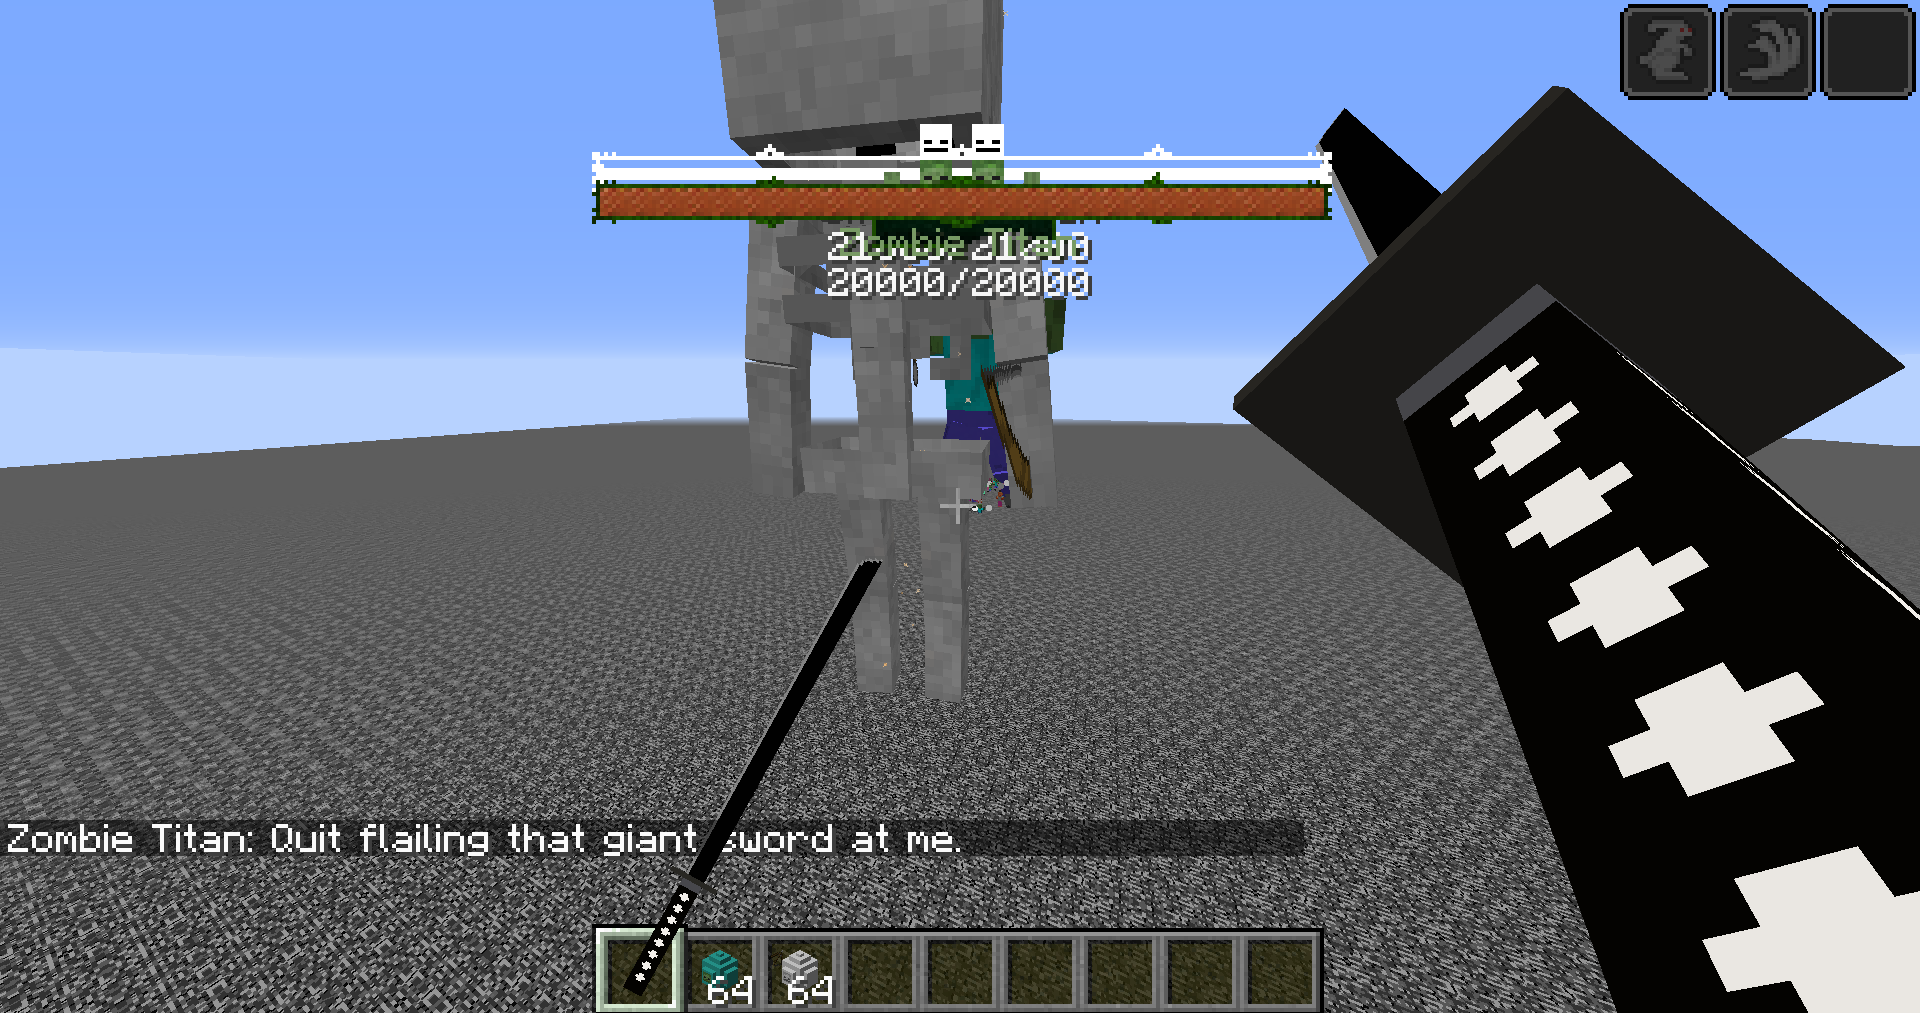 Zombie Titan
20000/20000
Zombie Titan: Quit flailing that giant sword at me.
64 64